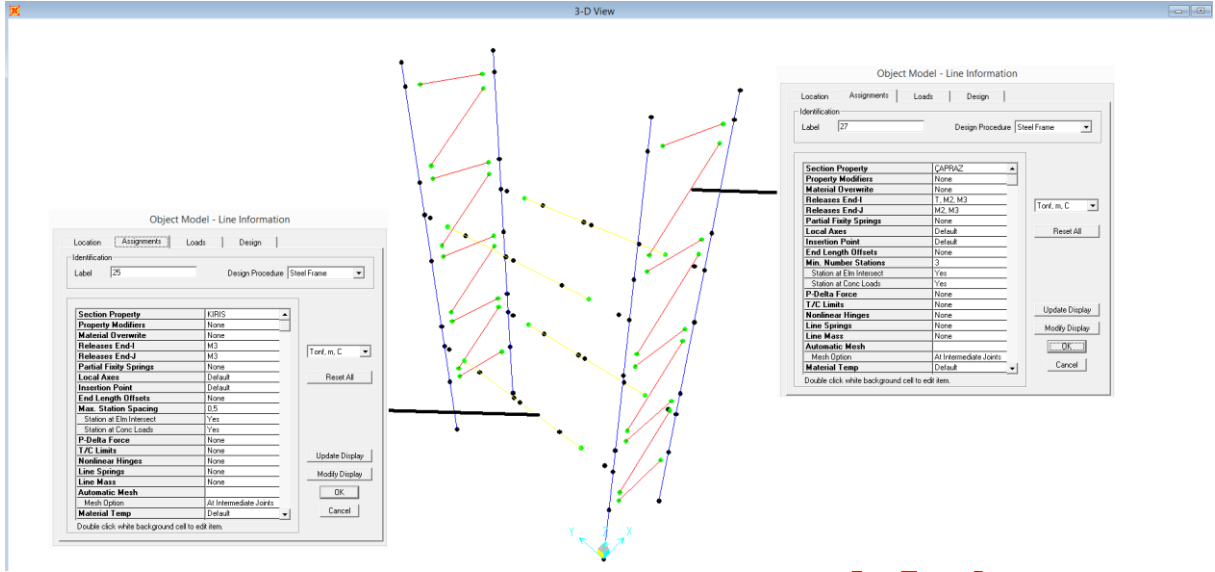 3-D View
Object Model - Line Information
Location Assignments Loads Design
Identification
Label 27 Design Procedure Steel Frame
Section Property ÇAPRAZ
Property Modifiers None
Material Overwrite None
Releases End-I T, M2, M3
Releases End-J M2, M3
Partial Fixity Springs None
Local Axes Default
Insertion Point Default
End Length Offsets None
Min. Number Stations 3
Station at Elm Intersect Yes
Station at Conc Loads Yes
P-Delta Force None
T/C Limits None
Nonlinear Hinges None
Line Springs None
Line Mass None
Automatic Mesh
Mesh Option At Intermediate Joints
Material Temp Default
Double click white background cell to edit item.
Tonf, m, C
Reset All
Update Display
Modify Display
OK
Cancel
Object Model - Line Information
Location Assignments Loads Design
Identification
Label 25 Design Procedure Steel Frame
Section Property KIRIS
Property Modifiers None
Material Overwrite None
Releases End-I M3
Releases End-J M3
Partial Fixity Springs None
Local Axes Default
Insertion Point Default
End Length Offsets None
Max. Station Spacing 0,5
Station at Elm Intersect Yes
Station at Conc Loads Yes
P-Delta Force None
T/C Limits None
Nonlinear Hinges None
Line Springs None
Line Mass None
Automatic Mesh
Mesh Option At Intermediate Joints
Material Temp Default
Double click white background cell to edit item.
Tonf, m, C
Reset All
Update Display
Modify Display
OK
Cancel
Y Z X